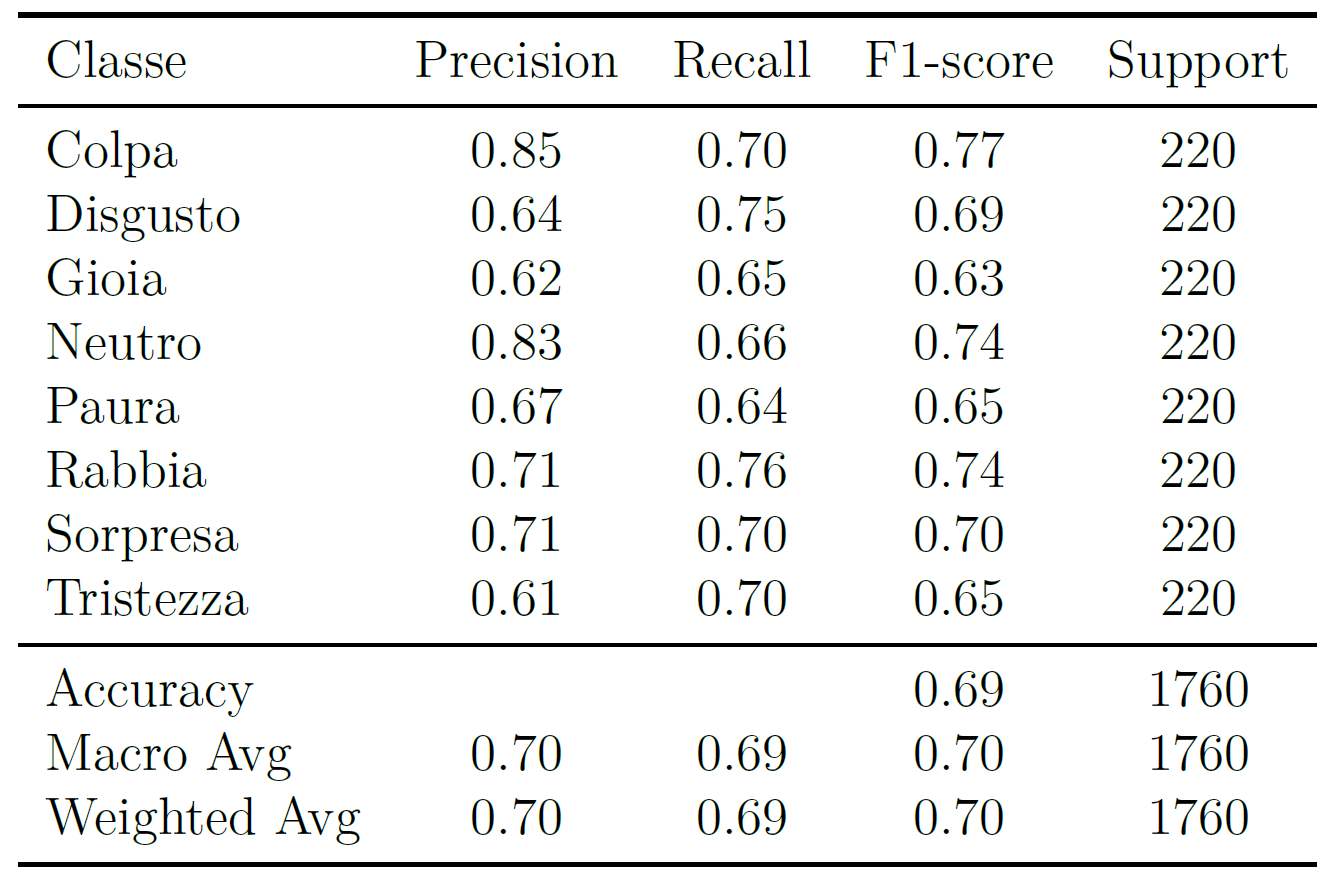 Classe Precision Recall F1-score Support
Colpa 0.85 0.70 0.77 220
Disgusto 0.64 0.75 0.69 220
Gioia 0.62 0.65 0.63 220
Neutro 0.83 0.66 0.74 220
Paura 0.67 0.64 0.65 220
Rabbia 0.71 0.76 0.74 220
Sorpresa 0.71 0.70 0.70 220
Tristezza 0.61 0.70 0.65 220
Accuracy 0.69 1760
Macro Avg 0.70 0.69 0.70 1760
Weighted Avg 0.70 0.69 0.70 1760